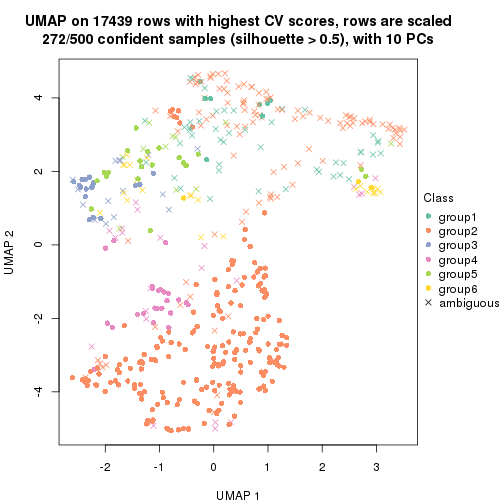 UMAP on 17439 rows with highest CV scores, rows are scaled
272/500 confident samples (silhouette > 0.5), with 10 PCs
4
2
0
-2
-4
UMAP 2
-2
-1
0
1
2
3
UMAP 1
Class
group1
group2
group3
group4
group5
group6
ambiguous